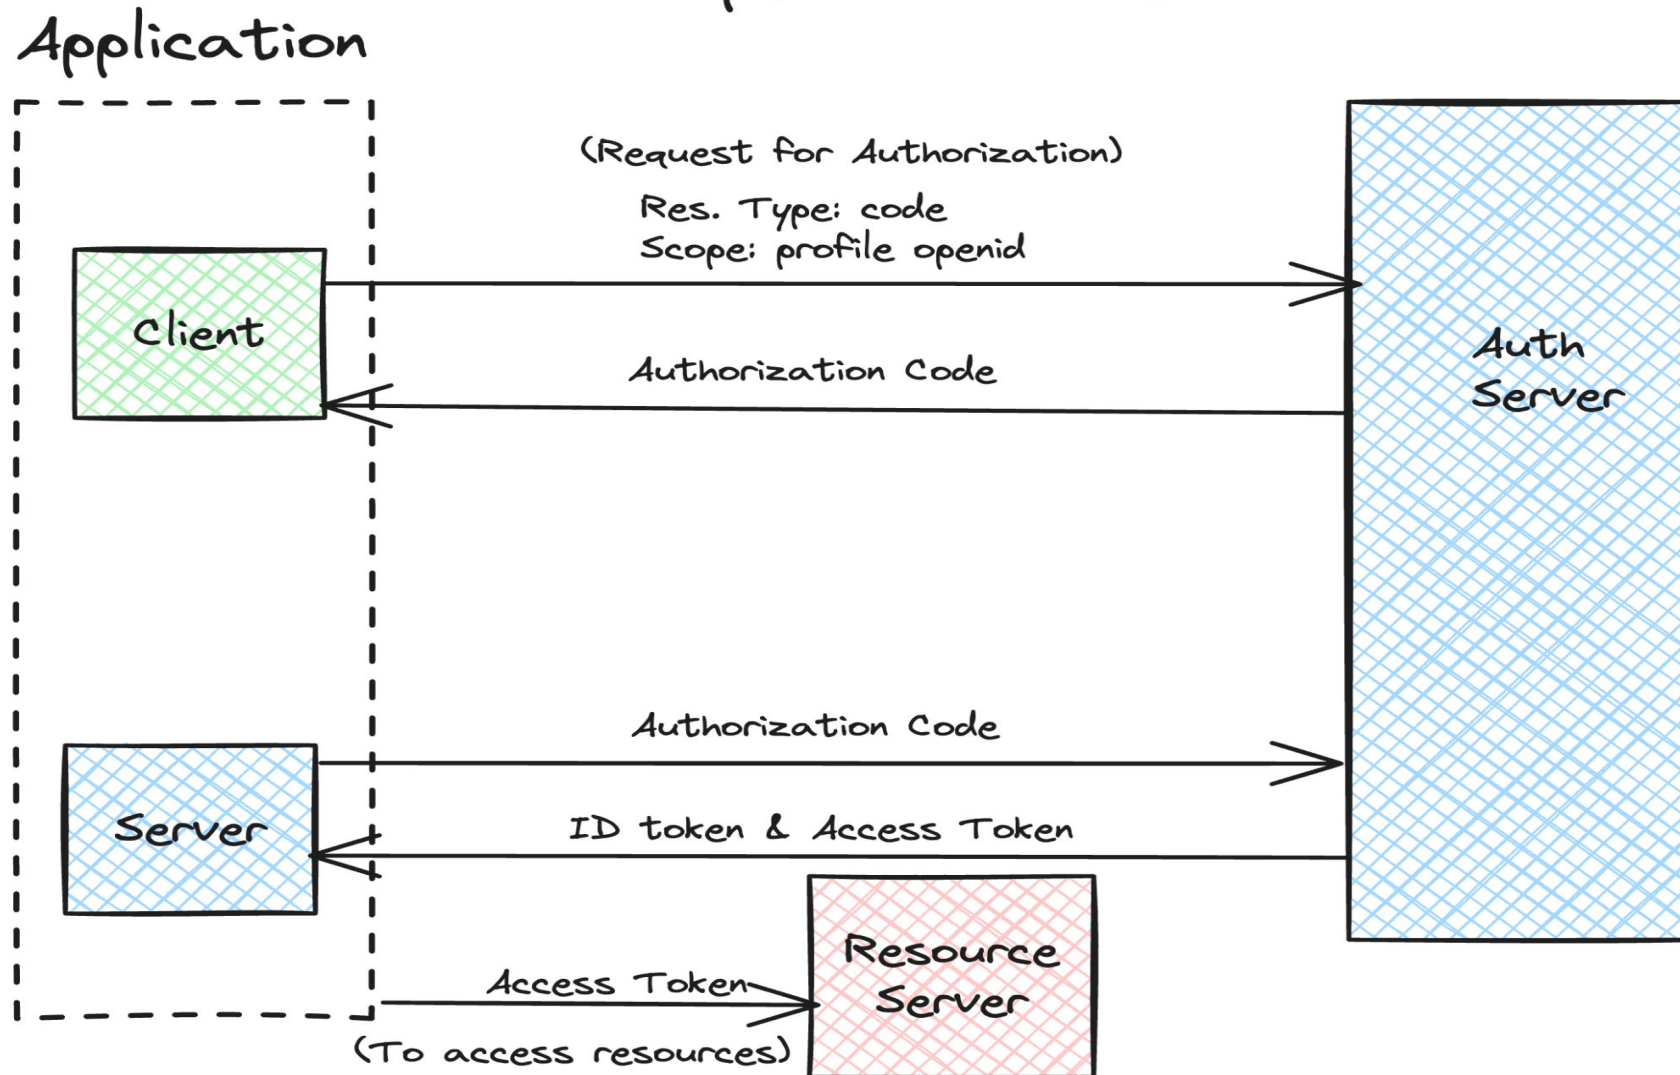 Application
(Request for Authorization)
Res. Type: code
Scope: profile openid
Client
Authorization Code
Auth
Server
Authorization Code
Server
ID token & Access Token
Resource
Server
Access Token
(To access resources)